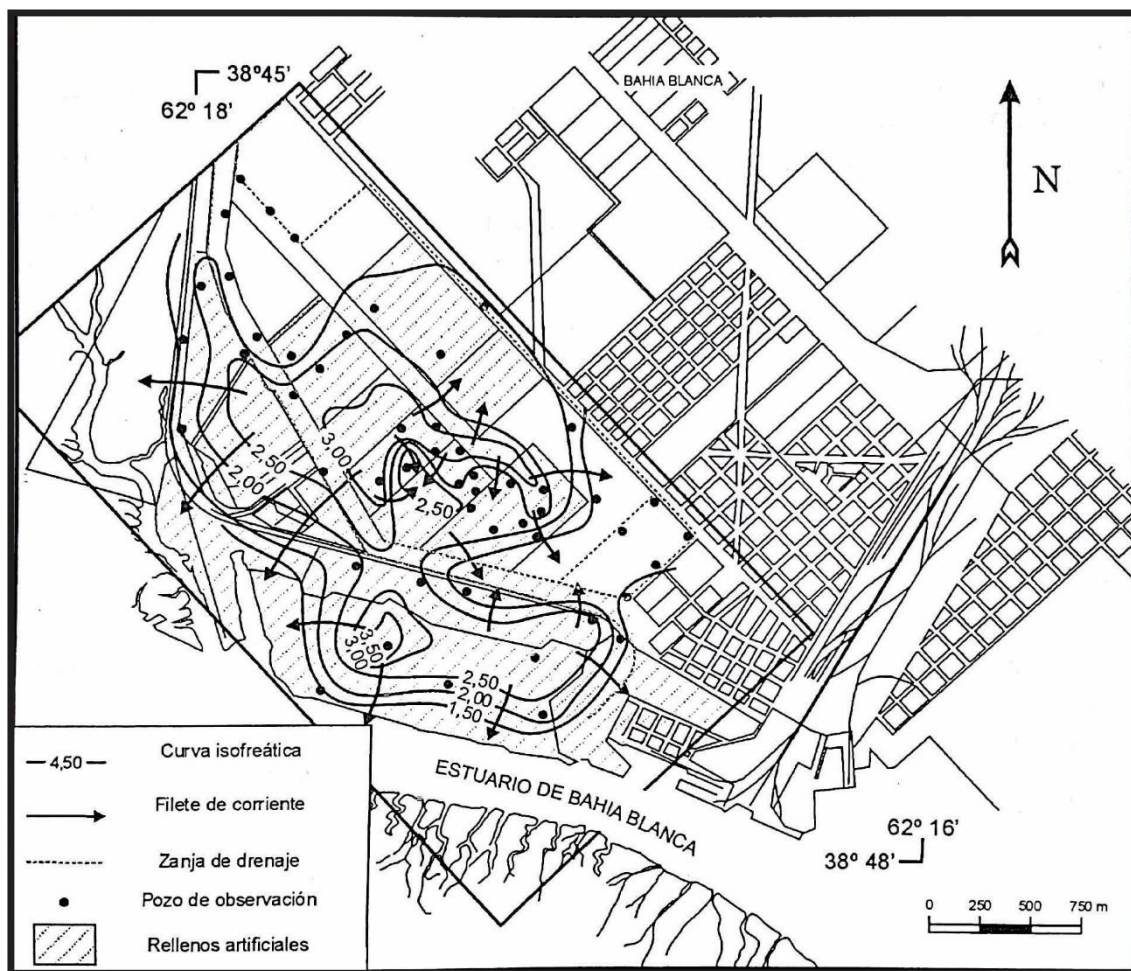 38º45'
62º 18'
BAHIA BLANCA
N
3,00
2,50
2,00
2,50
3,50
3,00
2,50
2,00
1,50
ESTUARIO DE BAHIA BLANCA
62º 16'
38º 48'
0 250 500 750 m
4,50
Curva isofreática
Filete de corriente
Zanja de drenaje
Pozo de observación
Rellenos artificiales